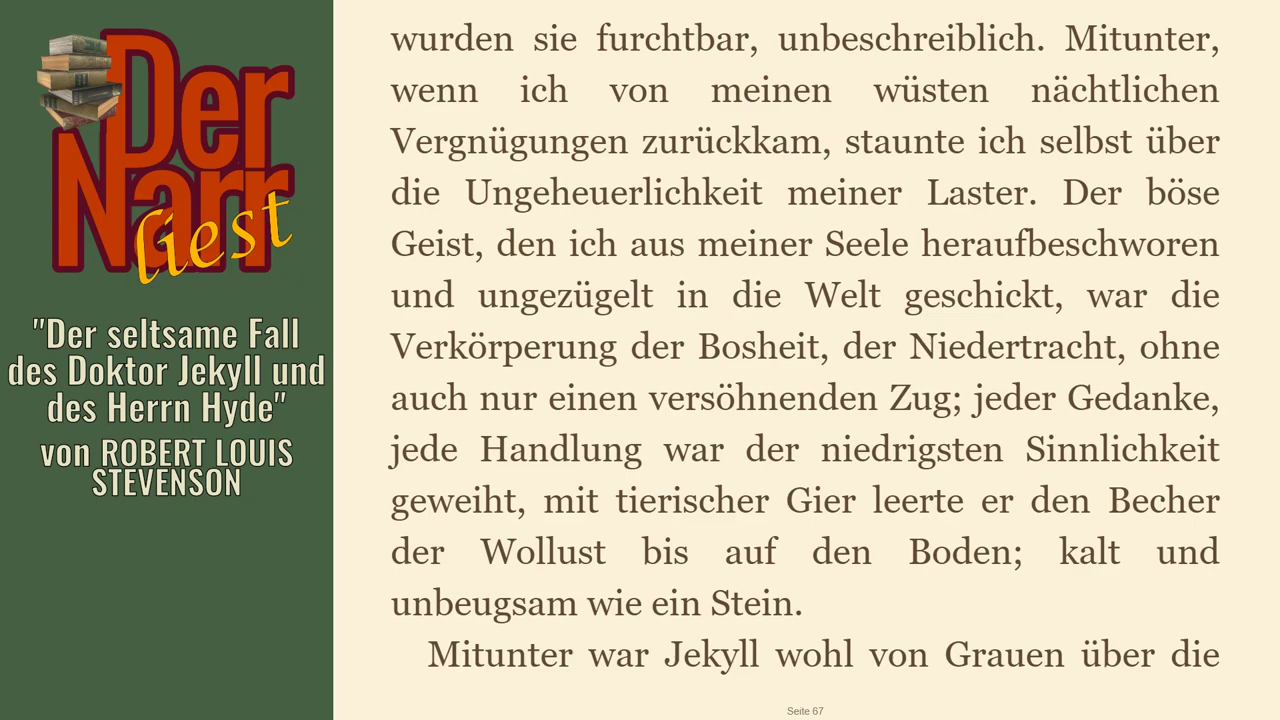 Der
Narr
liest
"Der seltsame Fall
des Doktor Jekyll und
des Herrn Hyde"
von ROBERT LOUIS
STEVENSON
wurden sie furchtbar, unbeschreiblich. Mitunter,
wenn ich von meinen wüsten nächtlichen
Vergnügungen zurückkam, staunte ich selbst über
die Ungeheuerlichkeit meiner Laster. Der böse
Geist, den ich aus meiner Seele heraufbeschworen
und ungezügelt in die Welt geschickt, war die
Verkörperung der Bosheit, der Niedertracht, ohne
auch nur einen versöhnenden Zug; jeder Gedanke,
jede Handlung war der niedrigsten Sinnlichkeit
geweiht, mit tierischer Gier leerte er den Becher
der Wollust bis auf den Boden; kalt und
unbeugsam wie ein Stein.
Mitunter war Jekyll wohl von Grauen über die
Seite 67